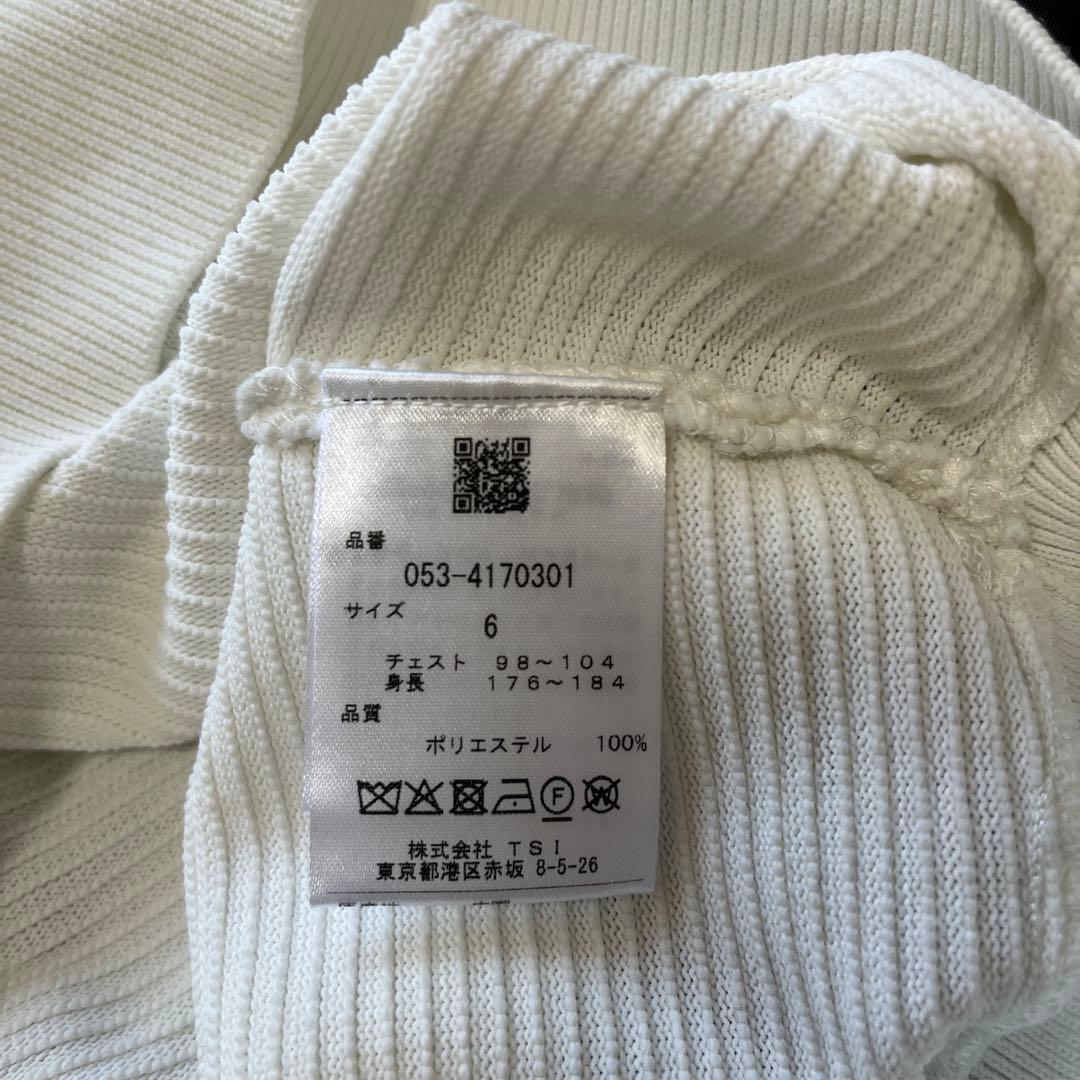 品番
053-4170301
サイズ
6
チェスト 98～104
身長 176～184
品質
ポリエステル 100%
F W
株式会社 TSI
東京都港区赤坂 8-5-26